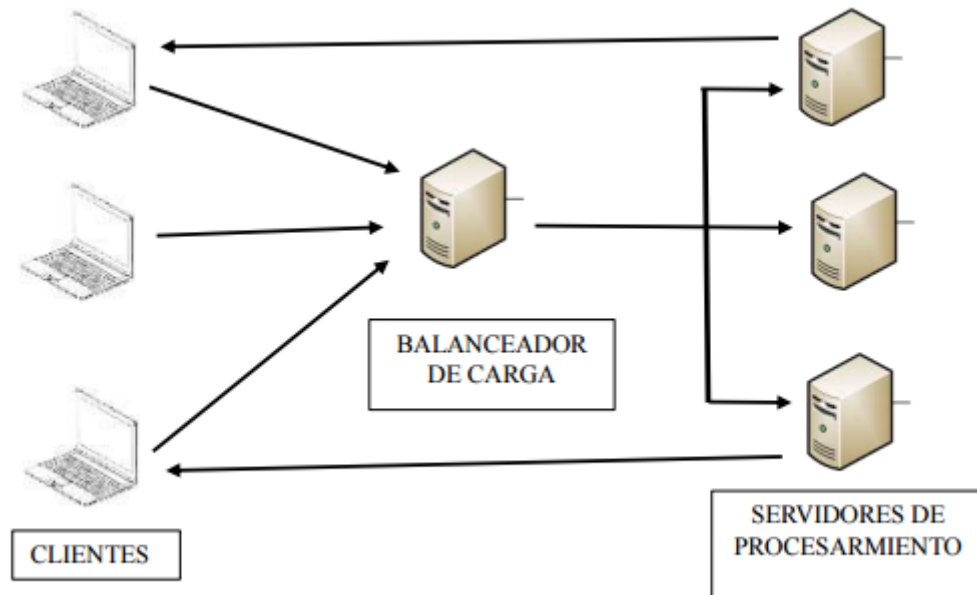 BALANCEADOR
DE CARGA
CLIENTES
SERVIDORES DE
PROCESARMIENTO